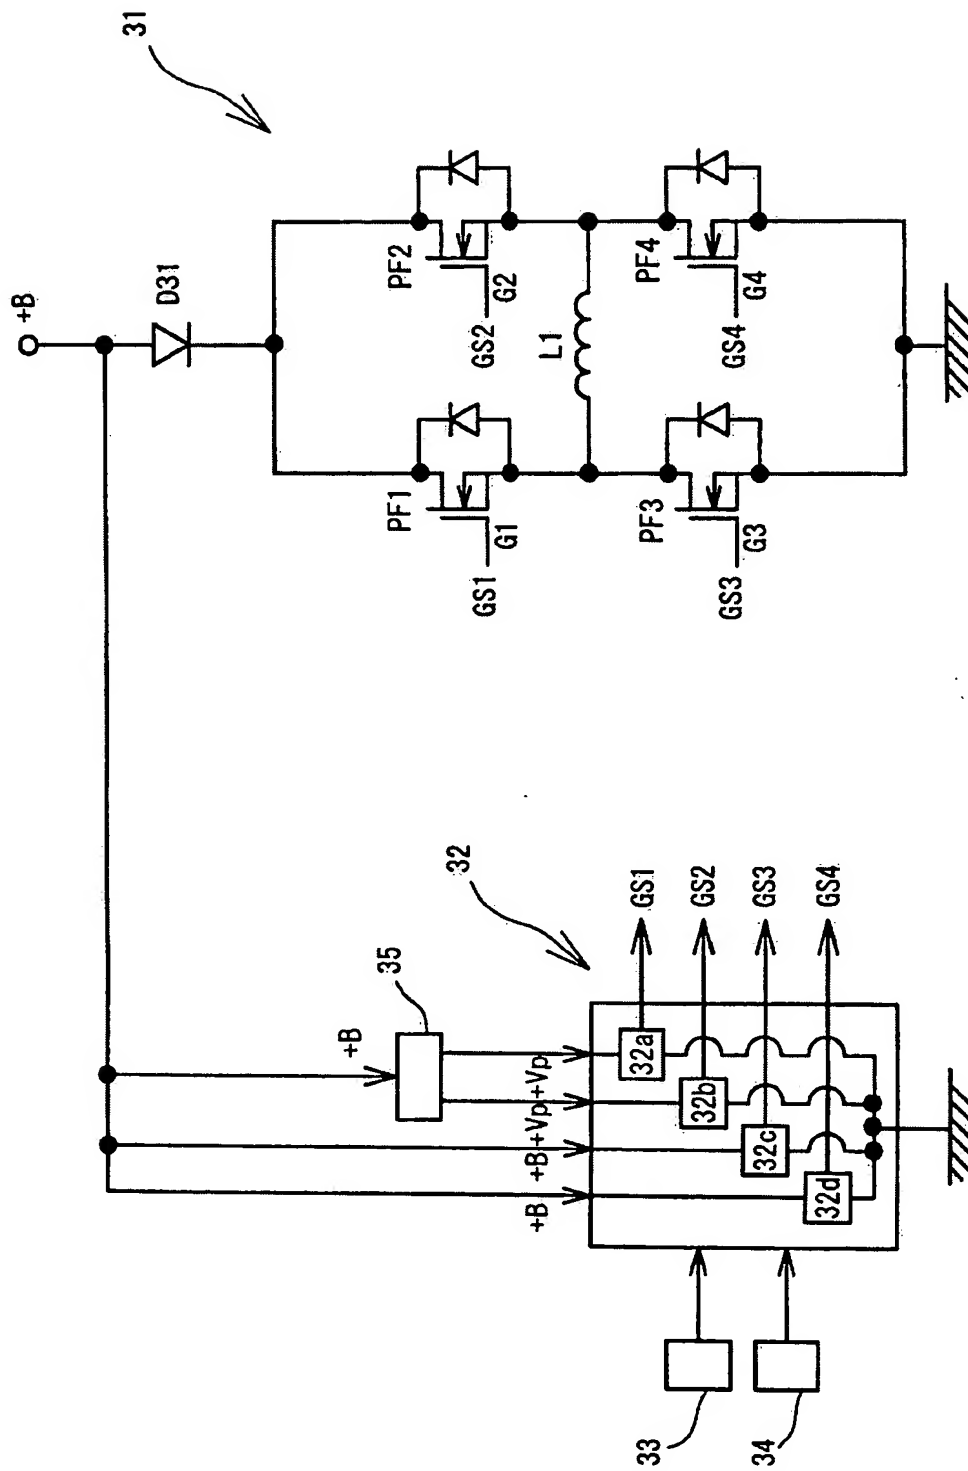 31
+B
D31
PF2
GS2
G2
PF1
GS1
G1
L1
PF4
GS4
G4
PF3
GS3
G3
32
35
+B
+B
+B
+Vp
+Vp
32a
32b
32c
32d
GS1
GS2
GS3
GS4
33
34